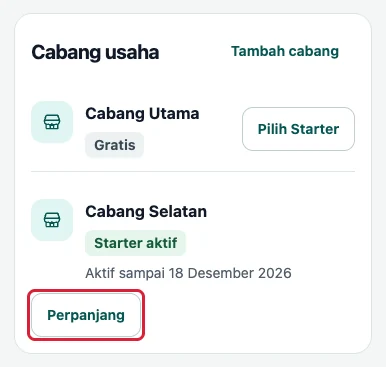 Cabang usaha
Tambah cabang
Cabang Utama
Gratis
Pilih Starter
Cabang Selatan
Starter aktif
Aktif sampai 18 Desember 2026
Perpanjang